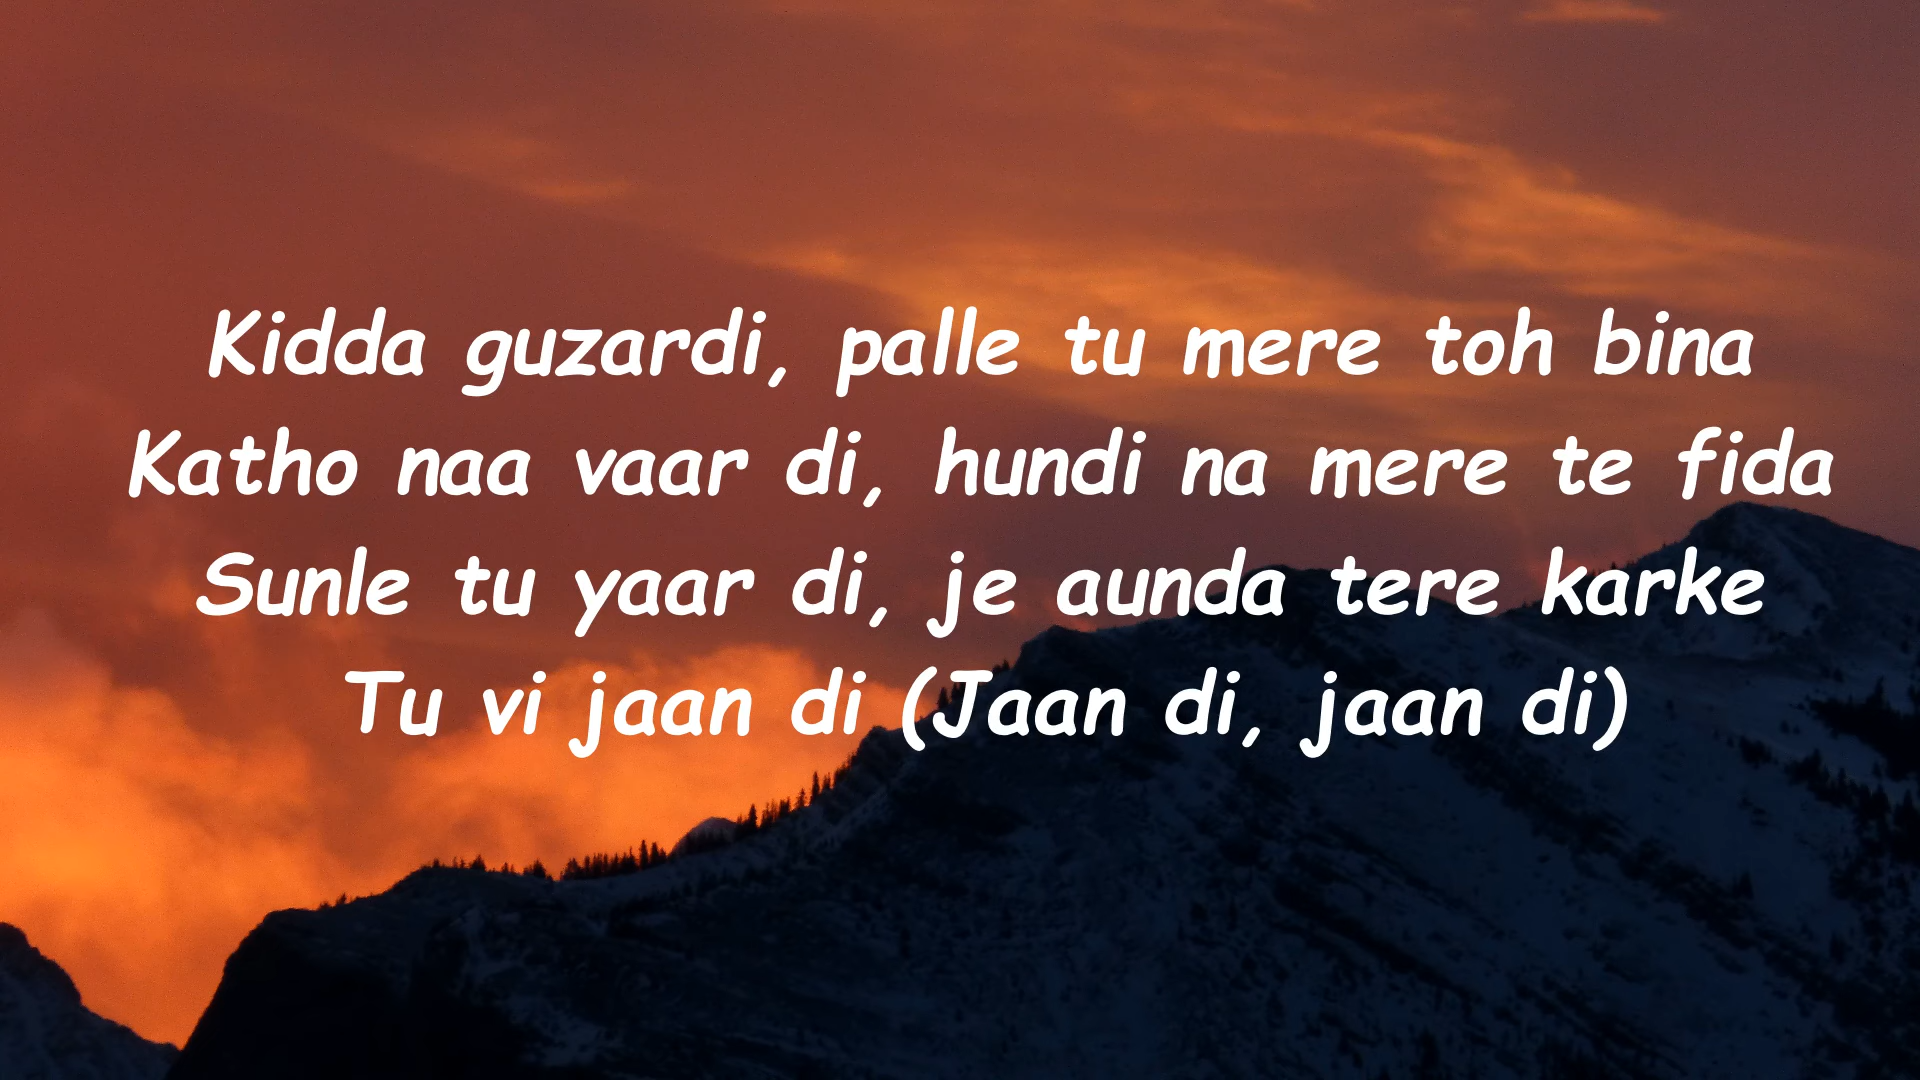 Kidda guzardi, palle tu mere toh bina
Katho naa vaar di, hundi na mere te fida
Sunle tu yaar di, je aunda tere karke
Tu vi jaan di (Jaan di, jaan di)